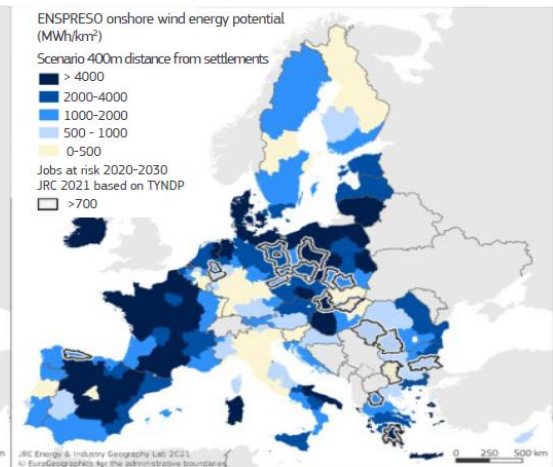 ENSPRESO onshore wind energy potential
(MWh/km²)
Scenario 400m distance from settlements
> 4000
2000-4000
1000-2000
500 - 1000
0-500
Jobs at risk 2020-2030
JRC 2021 based on TYNDP
>700
JRC Energy & Industry Geography Lab 2021
© EuroGeographics for the administrative boundaries
0 250 500 km